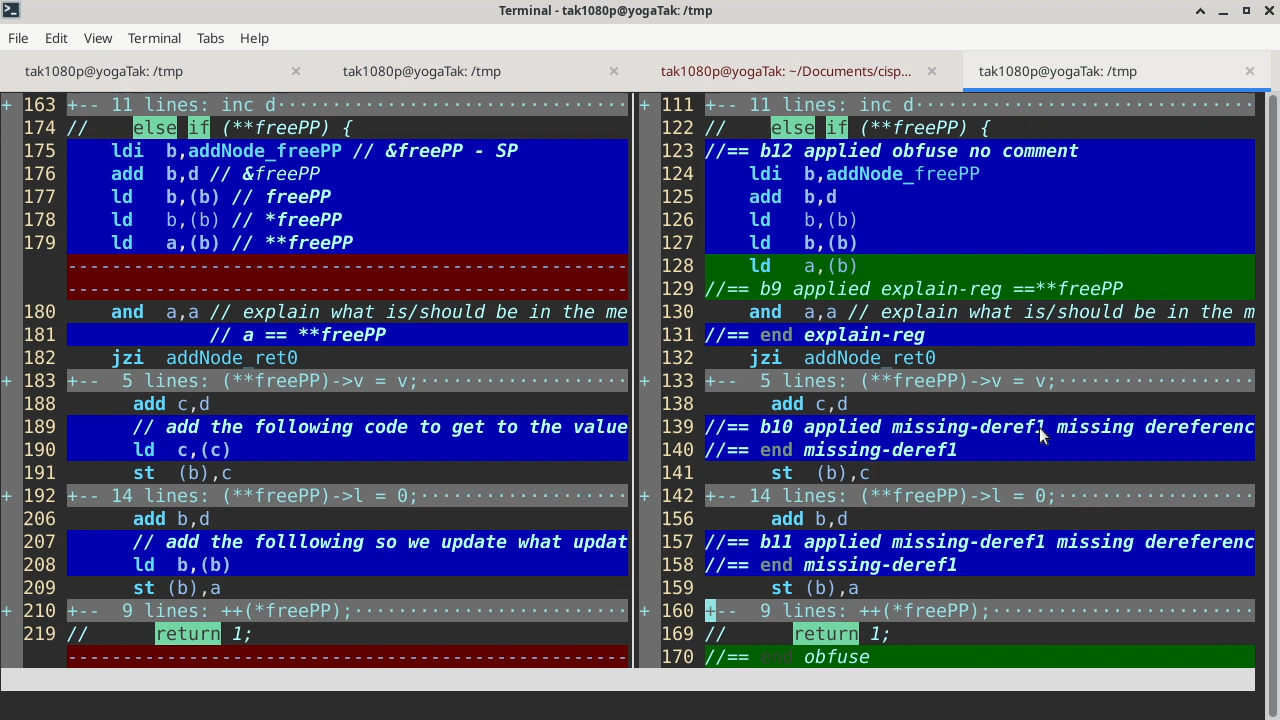 Terminal - tak1080p@yogaTak: /tmp
File Edit View Terminal Tabs Help
tak1080p@yogaTak: /tmp
tak1080p@yogaTak: /tmp
tak1080p@yogaTak: ~/Documents/cisp...
tak1080p@yogaTak: /tmp
+ 163 +-- 11 lines: inc d································
174 //    else if (**freePP) {
175     ldi  b,addNode_freePP // &freePP - SP
176     add  b,d // &freePP
177     ld   b,(b) // freePP
178     ld   b,(b) // *freePP
179     ld   a,(b) // **freePP
---------------------------------------------------
---------------------------------------------------
180     and  a,a // explain what is/should be in the me
181              // a == **freePP
182     jzi  addNode_ret0
+ 183 +--  5 lines: (**freePP)->v = v;···················
188       add c,d
189       // add the following code to get to the value
190       ld  c,(c)
191       st  (b),c
+ 192 +-- 14 lines: (**freePP)->l = 0;···················
206       add b,d
207       // add the folllowing so we update what updat
208       ld  b,(b)
209       st (b),a
+ 210 +--  9 lines: ++(*freePP);·························
219 //      return 1;
---------------------------------------------------
+ 111 +-- 11 lines: inc d·······························
122 //    else if (**freePP) {
123 //== b12 applied obfuse no comment
124     ldi  b,addNode_freePP
125     add  b,d
126     ld   b,(b)
127     ld   b,(b)
128     ld   a,(b)
129 //== b9 applied explain-reg ==**freePP
130     and  a,a // explain what is/should be in the m
131 //== end explain-reg
132     jzi  addNode_ret0
+ 133 +--  5 lines: (**freePP)->v = v;··················
138       add c,d
139 //== b10 applied missing-deref1 missing dereferenc
140 //== end missing-deref1
141       st  (b),c
+ 142 +-- 14 lines: (**freePP)->l = 0;··················
156       add b,d
157 //== b11 applied missing-deref1 missing dereferenc
158 //== end missing-deref1
159       st (b),a
+ 160 +--  9 lines: ++(*freePP);························
169 //      return 1;
170 //== end obfuse